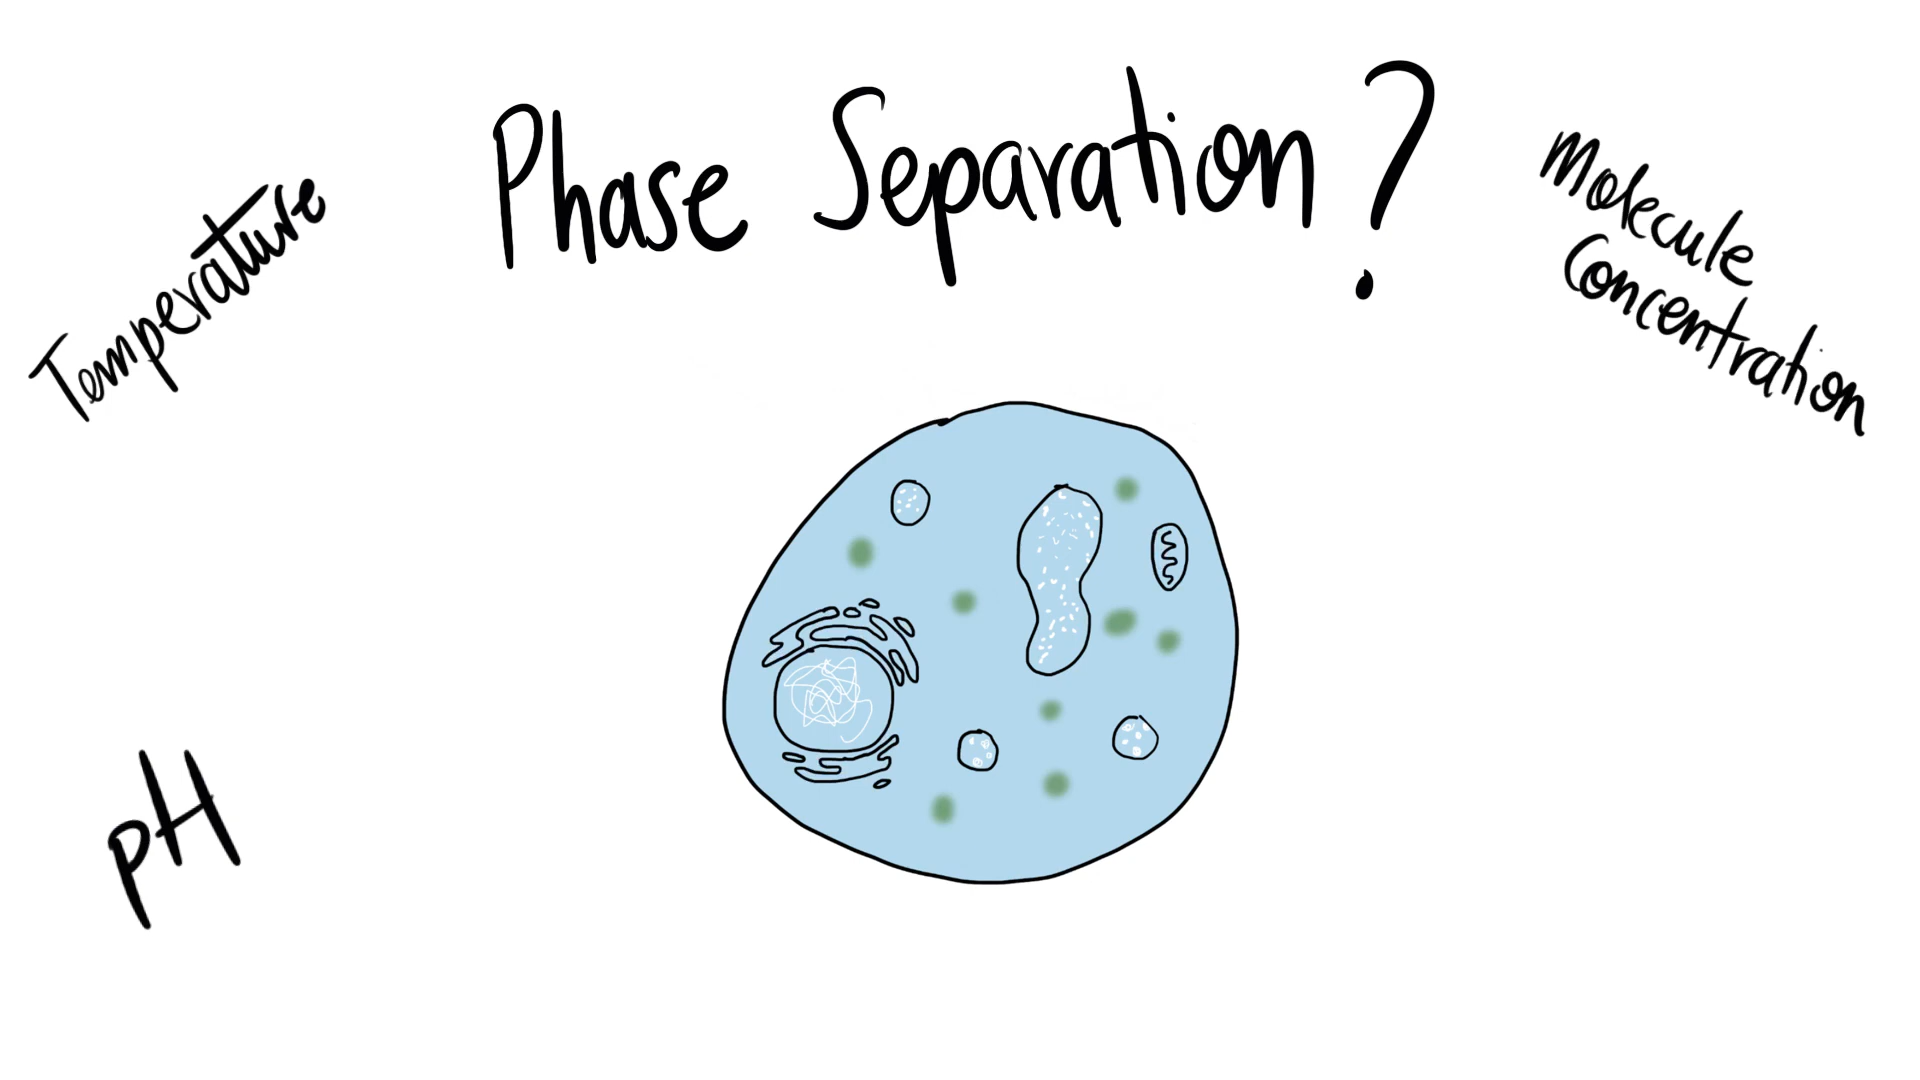 Phase Separation?
Temperature
Molecule
Concentration
pH